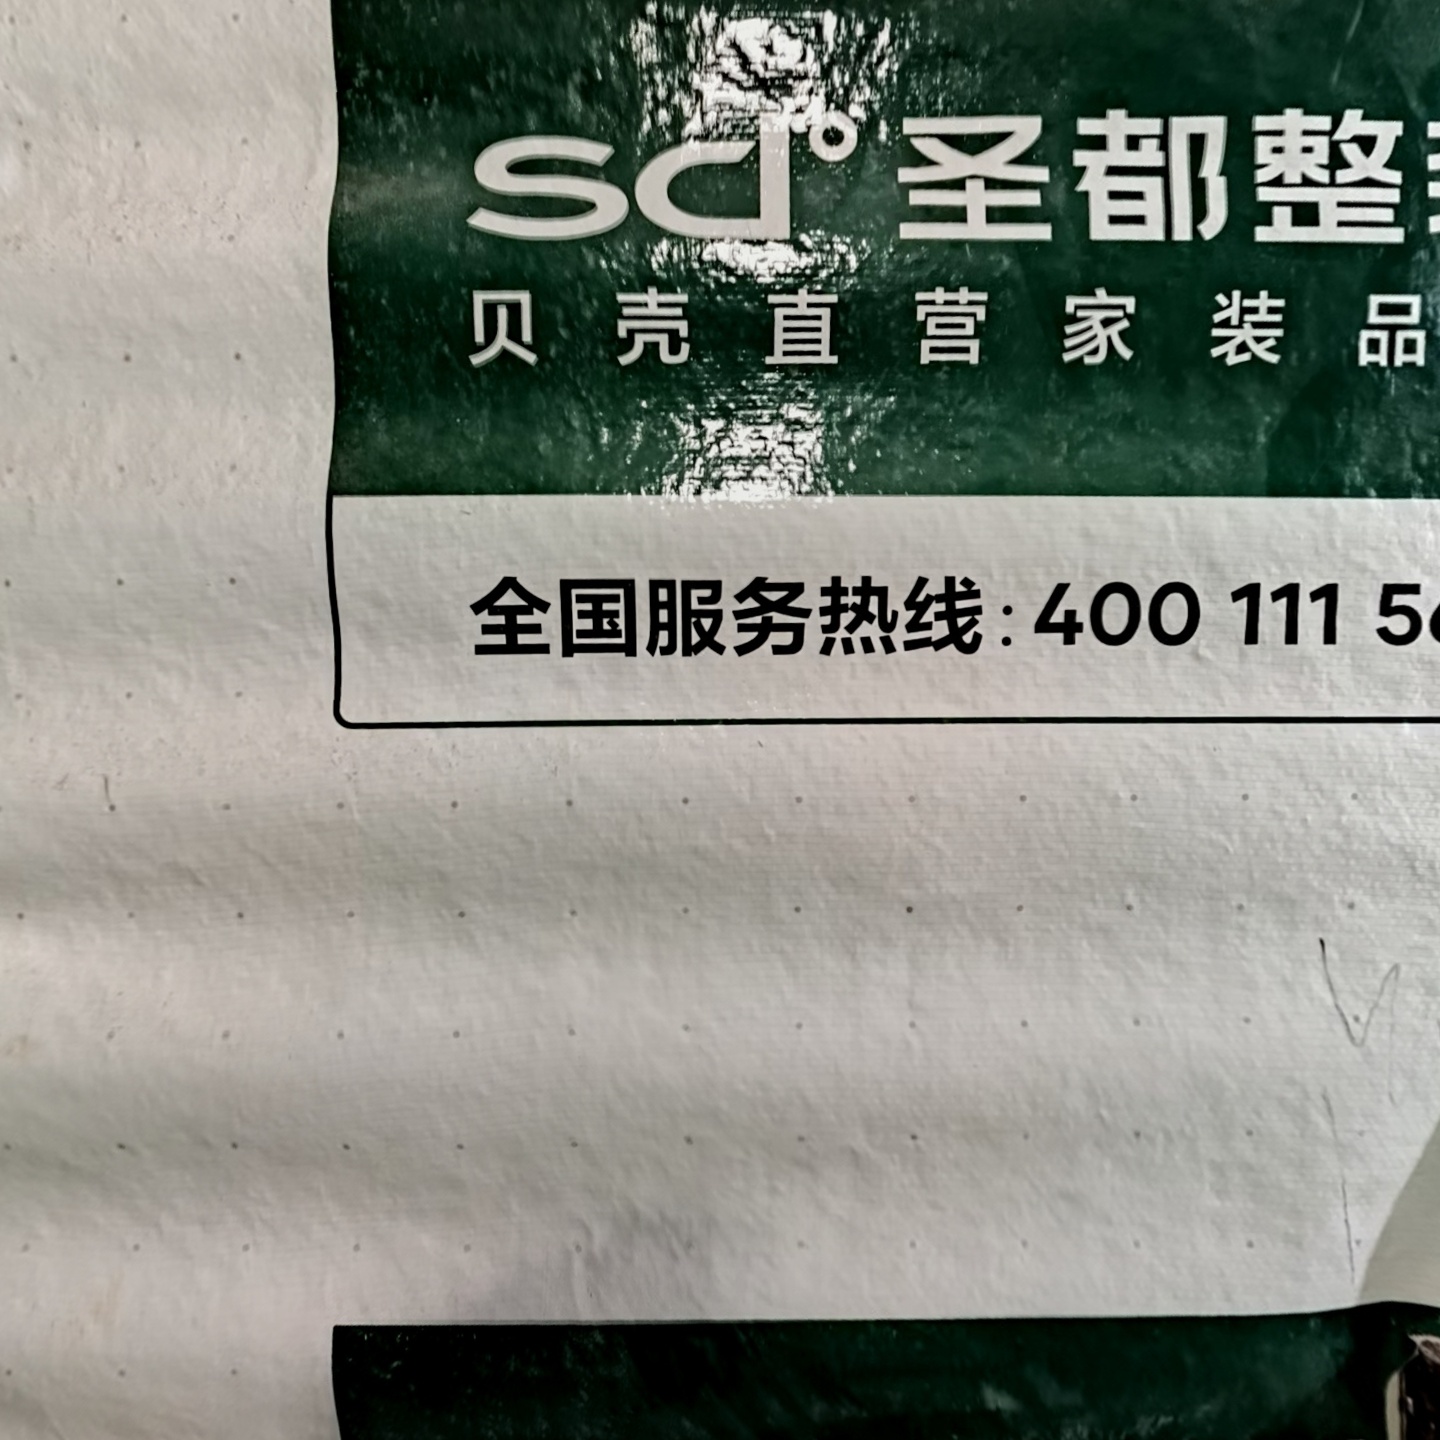 sd° 圣都整
贝壳直营家装品
全国服务热线:400 111 5